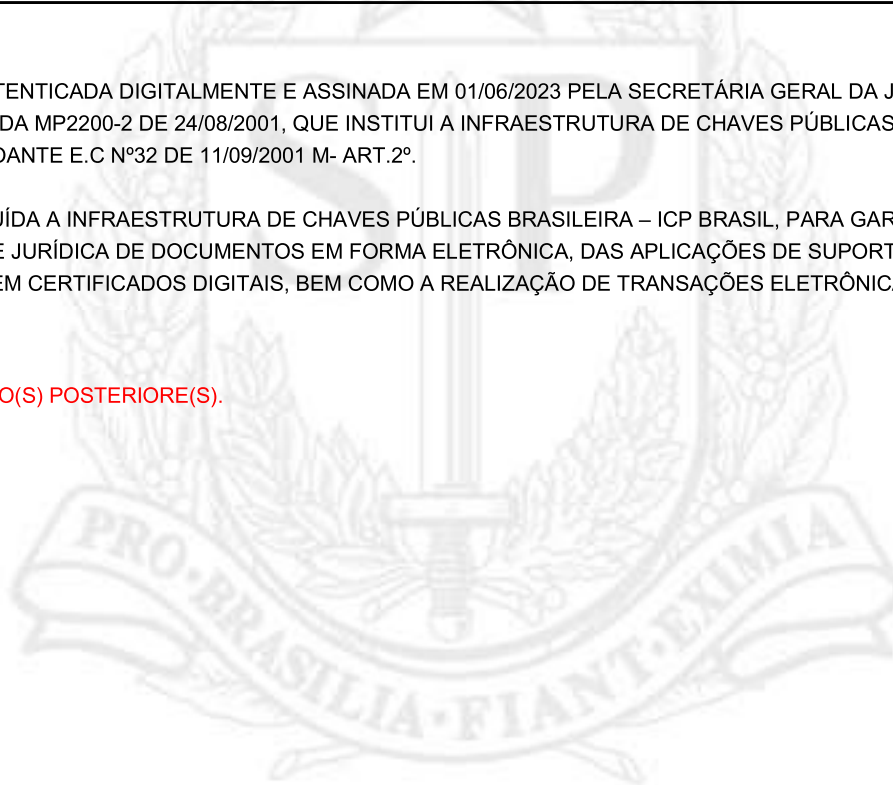 TENTICADA DIGITALMENTE E ASSINADA EM 01/06/2023 PELA SECRETÁRIA GERAL DA J
DA MP2200-2 DE 24/08/2001, QUE INSTITUI A INFRAESTRUTURA DE CHAVES PÚBLICAS
DANTE E.C Nº32 DE 11/09/2001 M- ART.2º.
UÍDA A INFRAESTRUTURA DE CHAVES PÚBLICAS BRASILEIRA – ICP BRASIL, PARA GAR
E JURÍDICA DE DOCUMENTOS EM FORMA ELETRÔNICA, DAS APLICAÇÕES DE SUPORT
EM CERTIFICADOS DIGITAIS, BEM COMO A REALIZAÇÃO DE TRANSAÇÕES ELETRÔNICA
O(S) POSTERIORE(S).
SP
PRO·BRASILIA·FIANT·EXIMIA